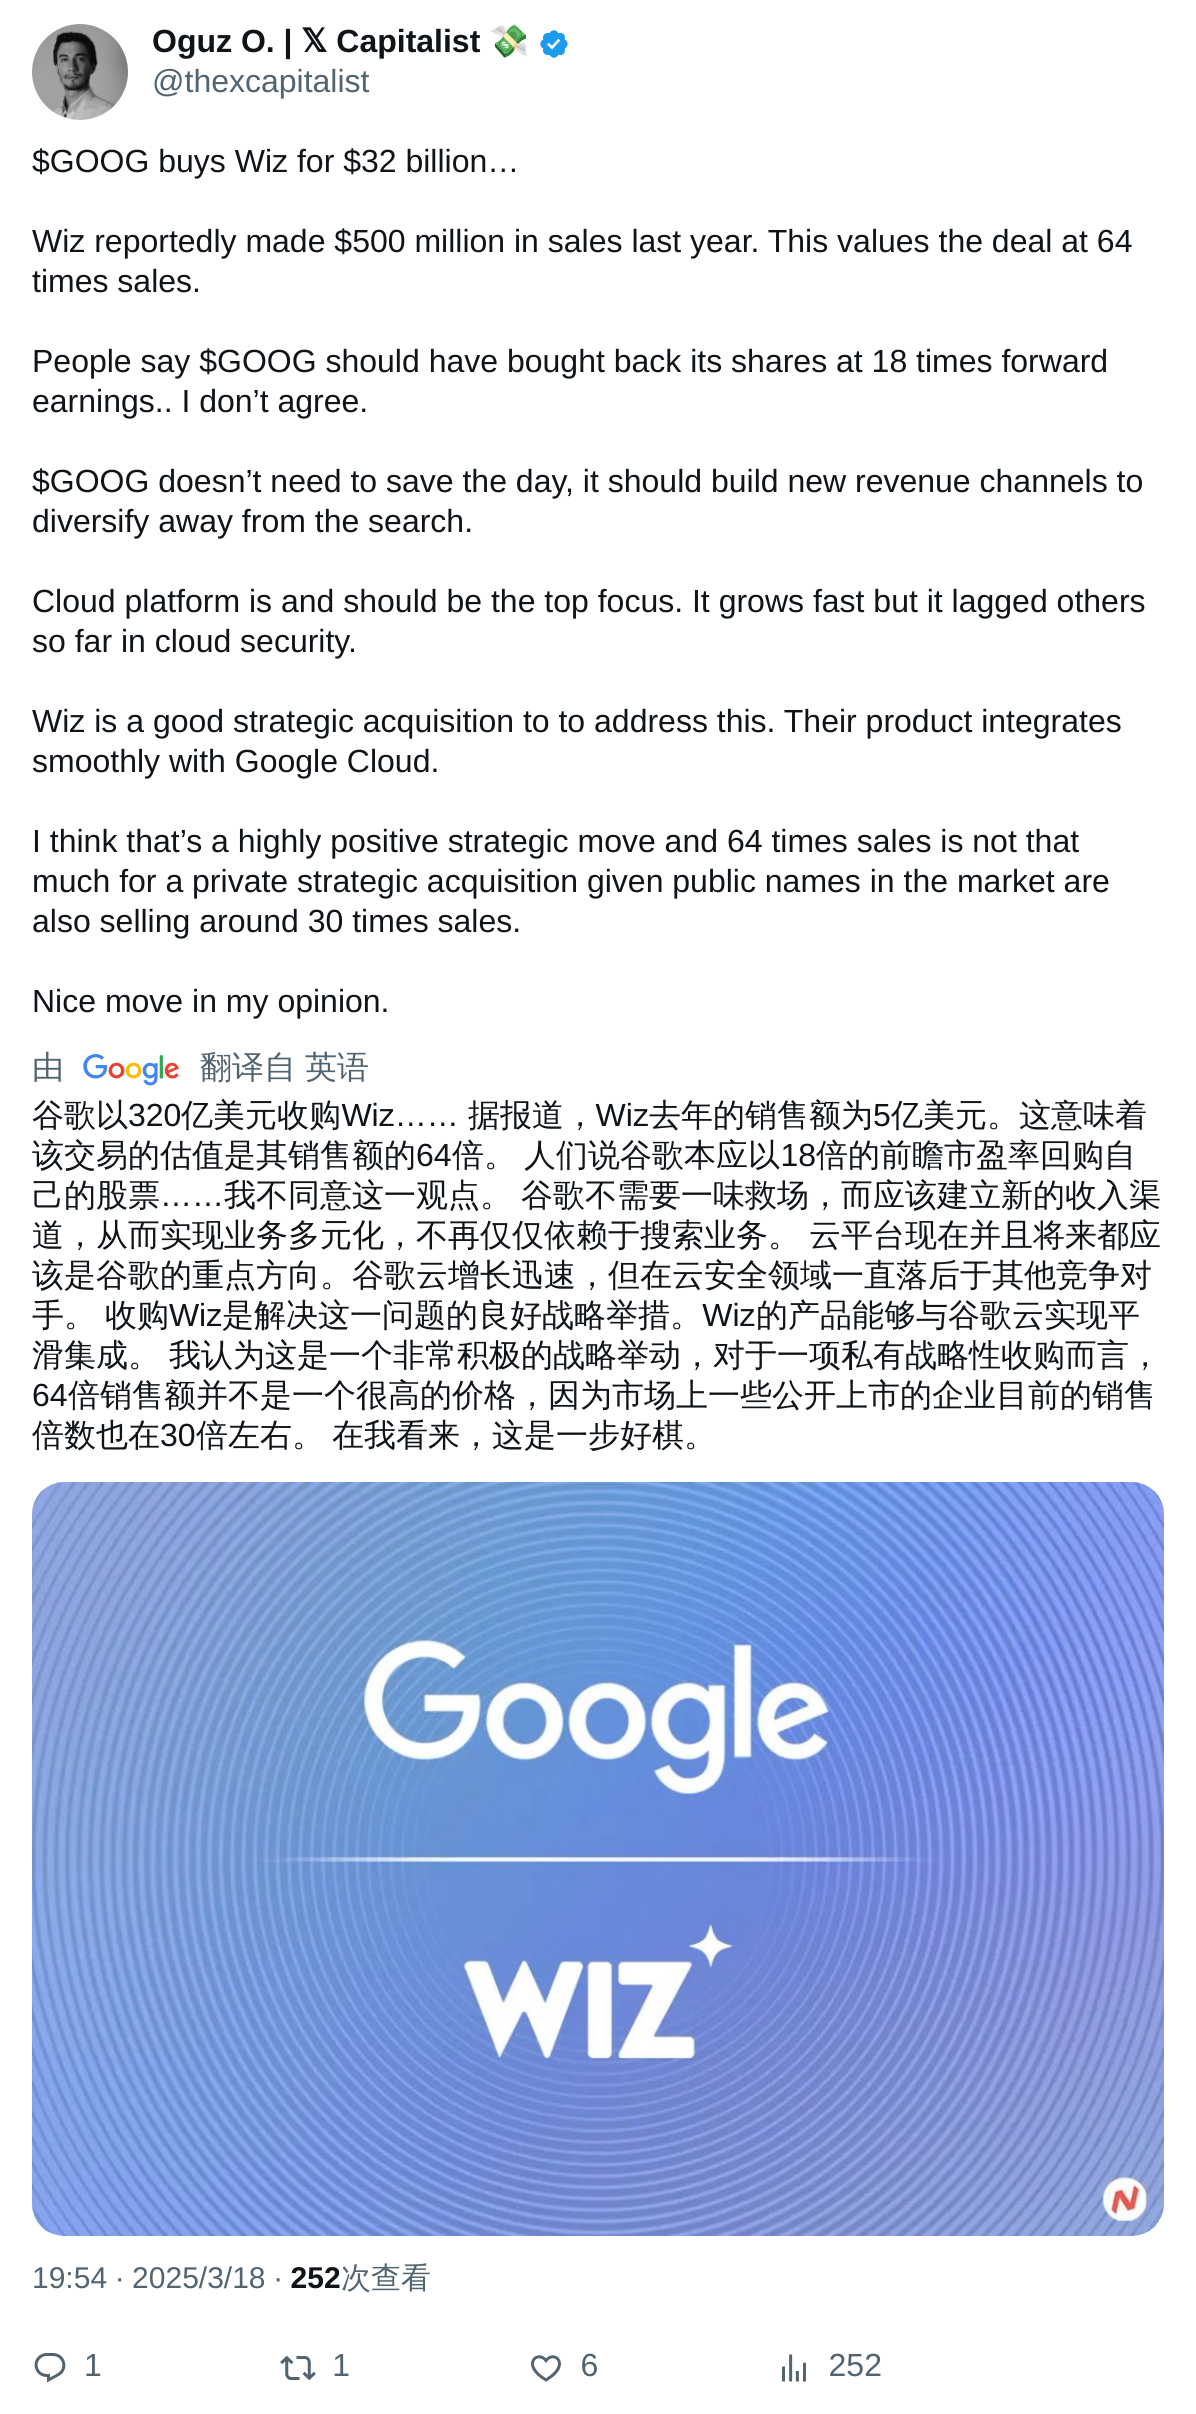 Oguz O. | 𝕏 Capitalist 💸
@thexcapitalist
$GOOG buys Wiz for $32 billion…
Wiz reportedly made $500 million in sales last year. This values the deal at 64
times sales.
People say $GOOG should have bought back its shares at 18 times forward
earnings.. I don’t agree.
$GOOG doesn’t need to save the day, it should build new revenue channels to
diversify away from the search.
Cloud platform is and should be the top focus. It grows fast but it lagged others
so far in cloud security.
Wiz is a good strategic acquisition to to address this. Their product integrates
smoothly with Google Cloud.
I think that’s a highly positive strategic move and 64 times sales is not that
much for a private strategic acquisition given public names in the market are
also selling around 30 times sales.
Nice move in my opinion.
由 Google 翻译自 英语
谷歌以320亿美元收购Wiz…… 据报道，Wiz去年的销售额为5亿美元。这意味着
该交易的估值是其销售额的64倍。 人们说谷歌本应以18倍的前瞻市盈率回购自
己的股票……我不同意这一观点。 谷歌不需要一味救场，而应该建立新的收入渠
道，从而实现业务多元化，不再仅仅依赖于搜索业务。 云平台现在并且将来都应
该是谷歌的重点方向。谷歌云增长迅速，但在云安全领域一直落后于其他竞争对
手。 收购Wiz是解决这一问题的良好战略举措。Wiz的产品能够与谷歌云实现平
滑集成。 我认为这是一个非常积极的战略举动，对于一项私有战略性收购而言，
64倍销售额并不是一个很高的价格，因为市场上一些公开上市的企业目前的销售
倍数也在30倍左右。 在我看来，这是一步好棋。
Google
WIZ
N
19:54 · 2025/3/18 · 252次查看
1 1 6 252